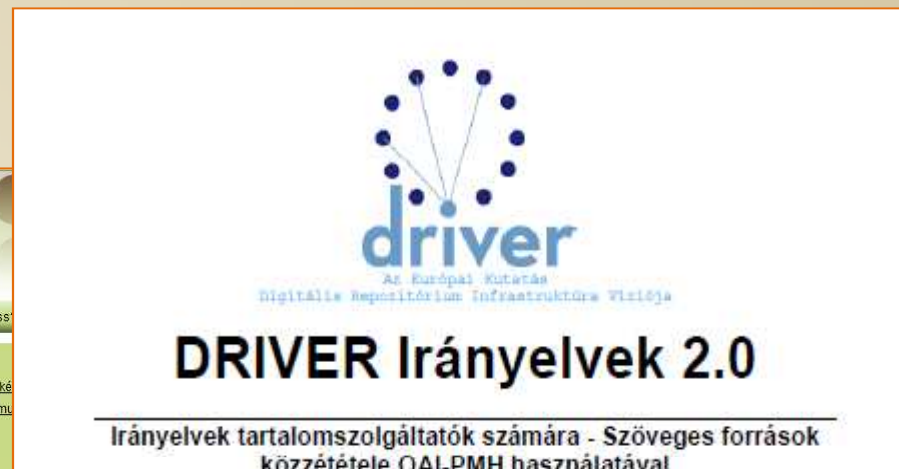 driver
Az Európai Kutatás
Digitális Repozitórium Infrastruktúra Víziója
DRIVER Irányelvek 2.0
Irányelvek tartalomszolgáltatók számára - Szöveges források
közzététele OAI-PMH használatával